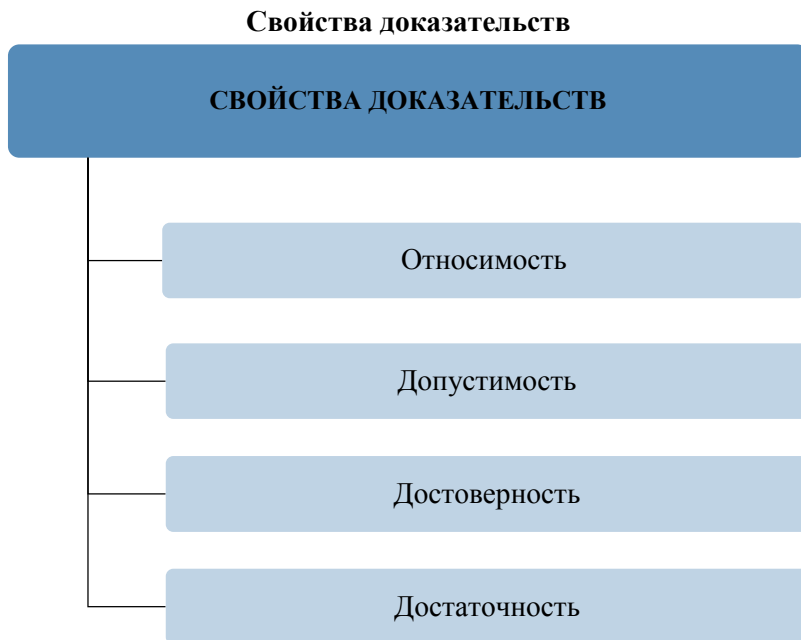 Свойства доказательств
СВОЙСТВА ДОКАЗАТЕЛЬСТВ
Относимость
Допустимость
Достоверность
Достаточность